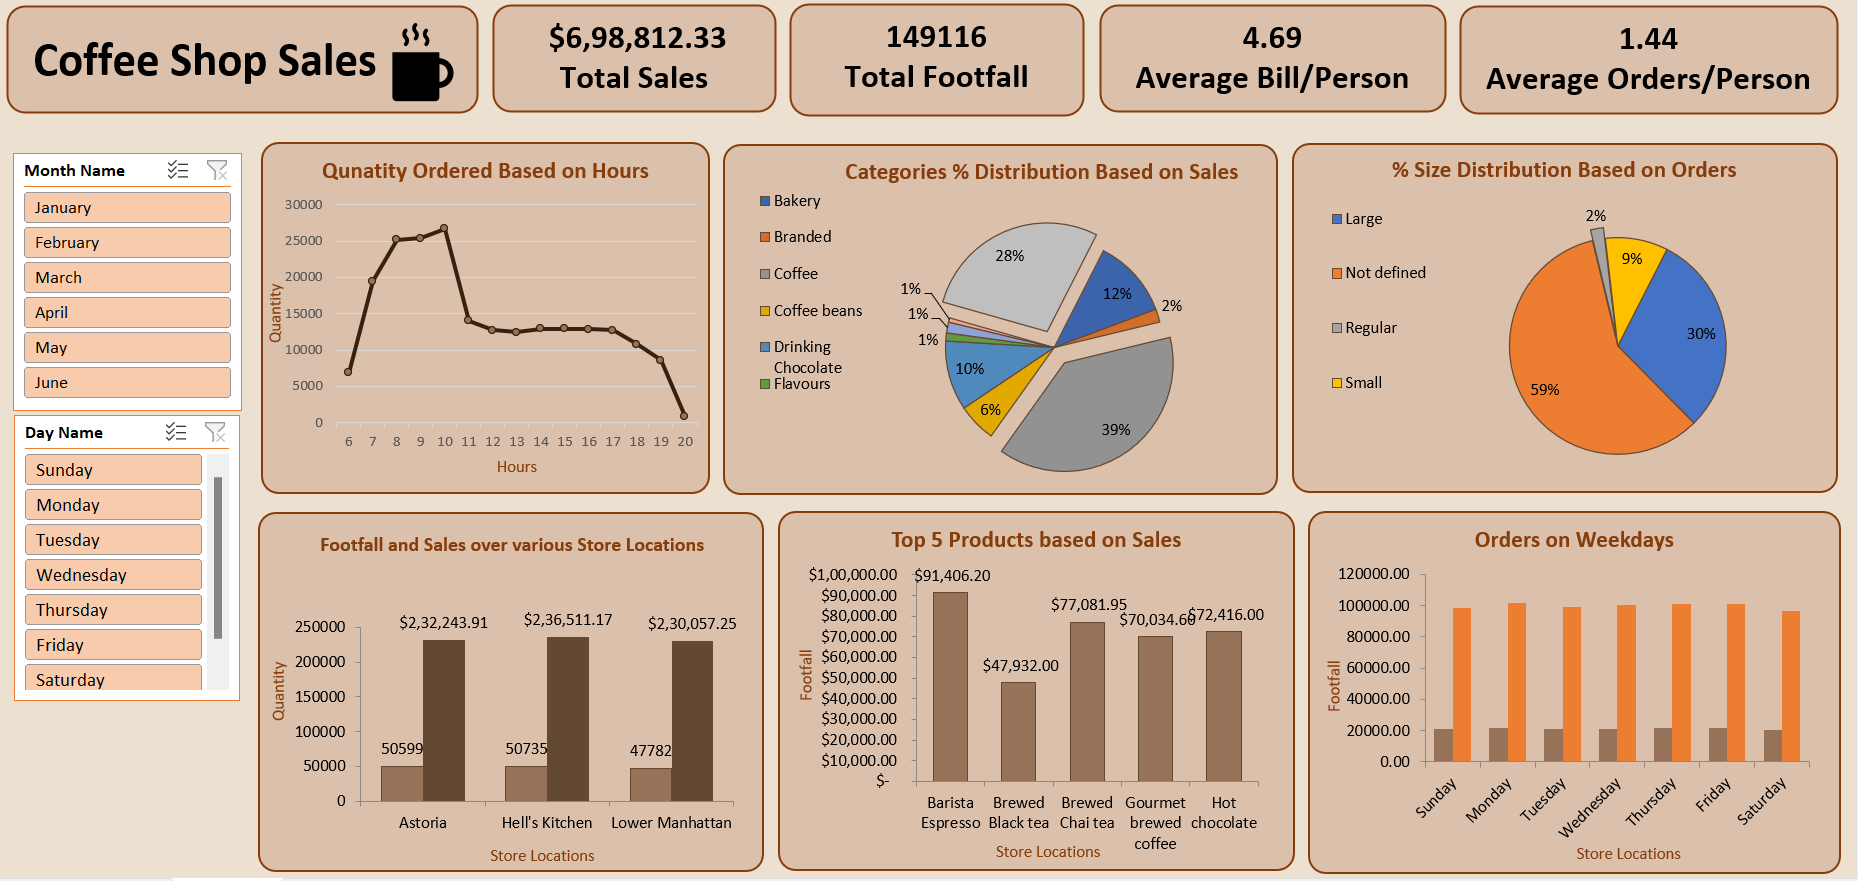 Coffee Shop Sales
$6,98,812.33
Total Sales
149116
Total Footfall
4.69
Average Bill/Person
1.44
Average Orders/Person
Month Name
January
February
March
April
May
June
Day Name
Sunday
Monday
Tuesday
Wednesday
Thursday
Friday
Saturday
Qunatity Ordered Based on Hours
Quantity
30000
25000
20000
15000
10000
5000
0
6 7 8 9 10 11 12 13 14 15 16 17 18 19 20
Hours
Categories % Distribution Based on Sales
Bakery
Branded
Coffee
Coffee beans
Drinking
Chocolate
Flavours
28%
12%
2%
39%
6%
10%
1%
1%
1%
% Size Distribution Based on Orders
Large
Not defined
Regular
Small
2%
9%
30%
59%
Footfall and Sales over various Store Locations
Quantity
250000
200000
150000
100000
50000
0
$2,32,243.91
$2,36,511.17
$2,30,057.25
50599
50735
47782
Astoria
Hell's Kitchen
Lower Manhattan
Store Locations
Top 5 Products based on Sales
Footfall
$1,00,000.00
$90,000.00
$80,000.00
$70,000.00
$60,000.00
$50,000.00
$40,000.00
$30,000.00
$20,000.00
$10,000.00
$-
$91,406.20
$47,932.00
$77,081.95
$70,034.60
$72,416.00
Barista
Espresso
Brewed
Black tea
Brewed
Chai tea
Gourmet
brewed
coffee
Hot
chocolate
Store Locations
Orders on Weekdays
Footfall
120000.00
100000.00
80000.00
60000.00
40000.00
20000.00
0.00
Sunday
Monday
Tuesday
Wednesday
Thursday
Friday
Saturday
Store Locations